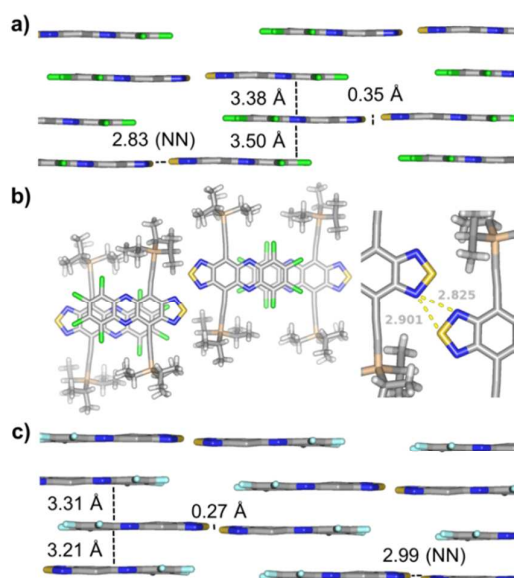 a)
3.38 Å
0.35 Å
2.83 (NN)
3.50 Å
b)
2.825
2.901
c)
3.31 Å
0.27 Å
3.21 Å
2.99 (NN)